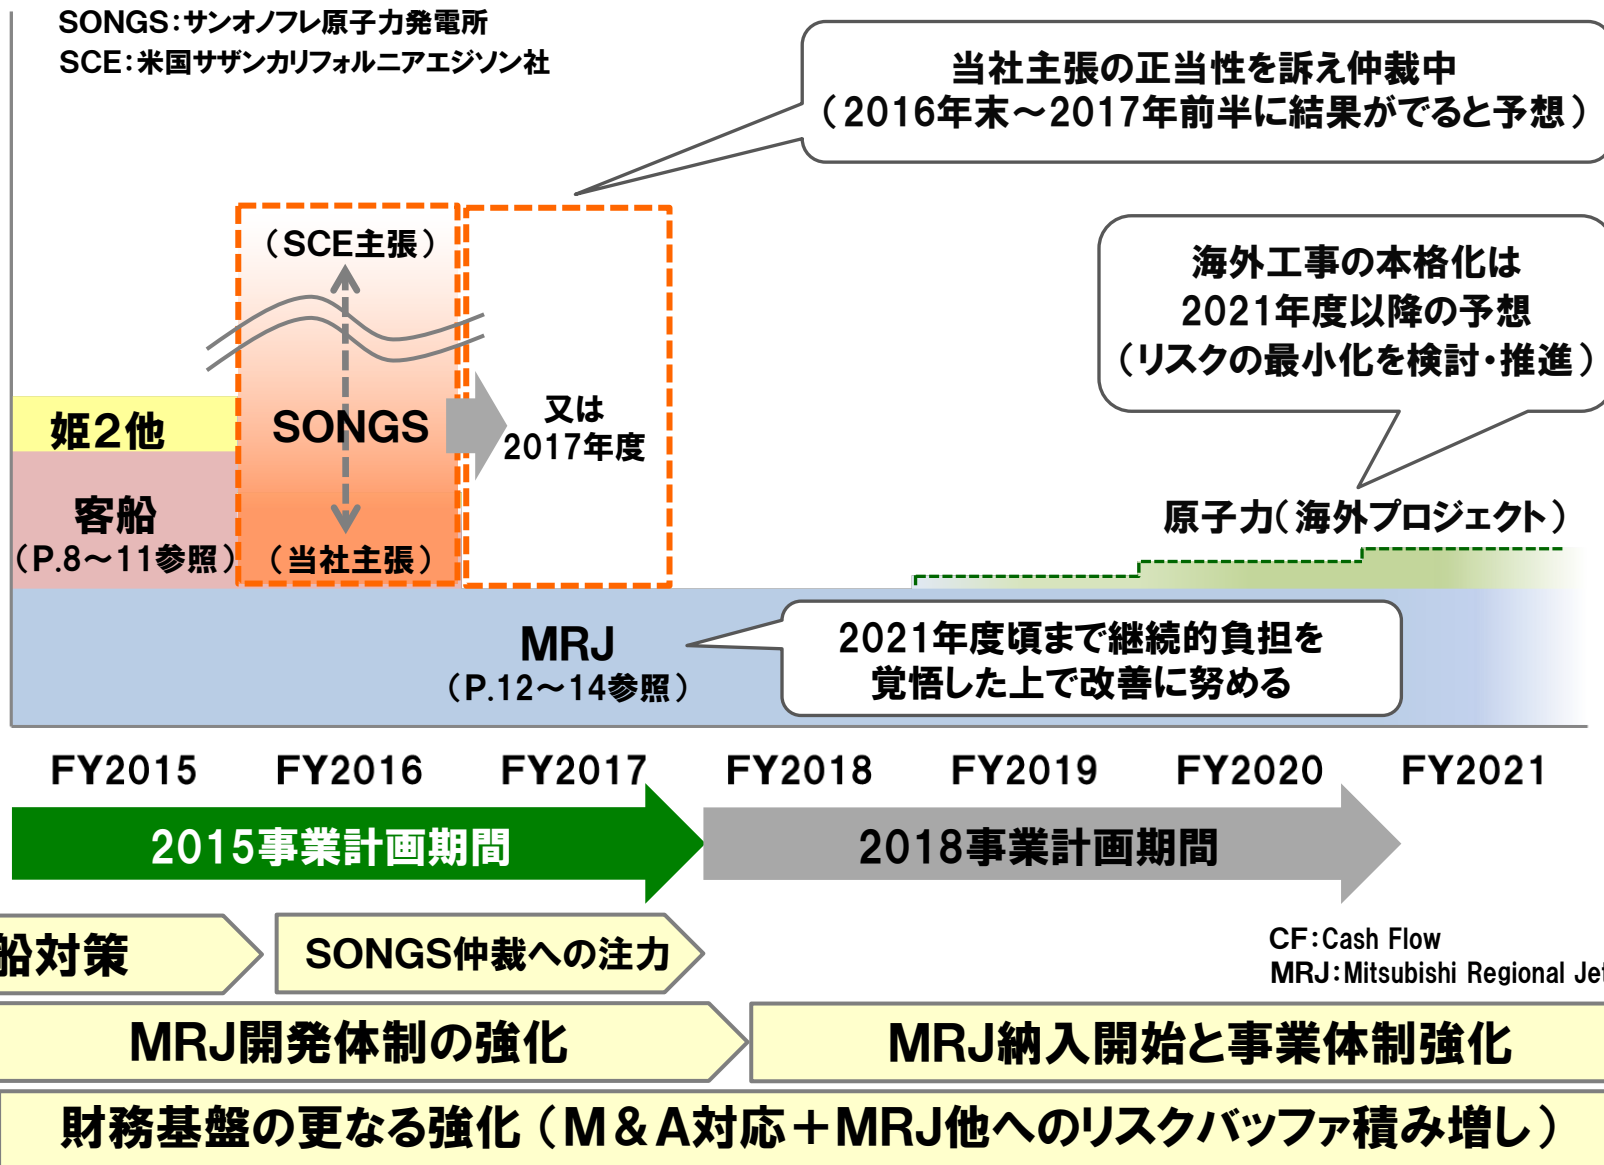 SONGS：サンオノフレ原子力発電所
SCE：米国サザンカリフォルニアエジソン社
当社主張の正当性を訴え仲裁中
（2016年末～2017年前半に結果がでると予想）
（SCE主張）
海外工事の本格化は
2021年度以降の予想
（リスクの最小化を検討・推進）
姫2他
SONGS
又は
2017年度
客船
（P.8～11参照）
（当社主張）
原子力（海外プロジェクト）
MRJ
（P.12～14参照）
2021年度頃まで継続的負担を
覚悟した上で改善に努める
FY2015 FY2016 FY2017 FY2018 FY2019 FY2020 FY2021
2015事業計画期間
2018事業計画期間
船対策
SONGS仲裁への注力
CF：Cash Flow
MRJ：Mitsubishi Regional Jet
MRJ開発体制の強化
MRJ納入開始と事業体制強化
財務基盤の更なる強化（M＆A対応＋MRJ他へのリスクバッファ積み増し）